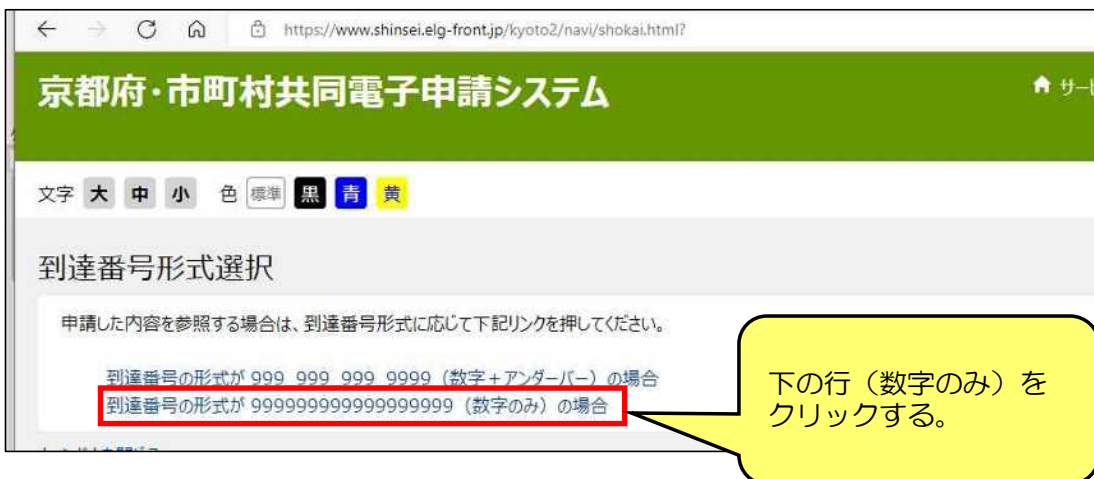 https://www.shinsei.elg-front.jp/kyoto2/navi/shokai.html?
京都府・市町村共同電子申請システム
文字 大 中 小 色 標準 黒 青 黄
到達番号形式選択
申請した内容を参照する場合は、到達番号形式に応じて下記リンクを押してください。
到達番号の形式が 999_999_999_9999（数字+アンダーバー）の場合
到達番号の形式が 999999999999999999（数字のみ）の場合
下の行（数字のみ）を
クリックする。